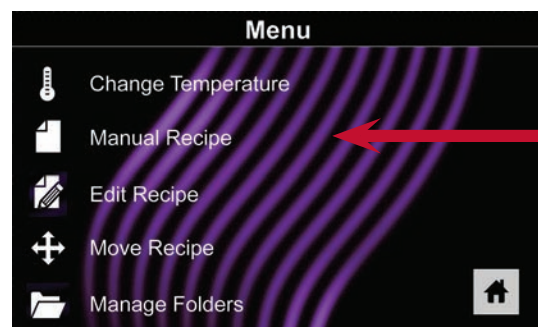 Menu
Change Temperature
Manual Recipe
Edit Recipe
Move Recipe
Manage Folders